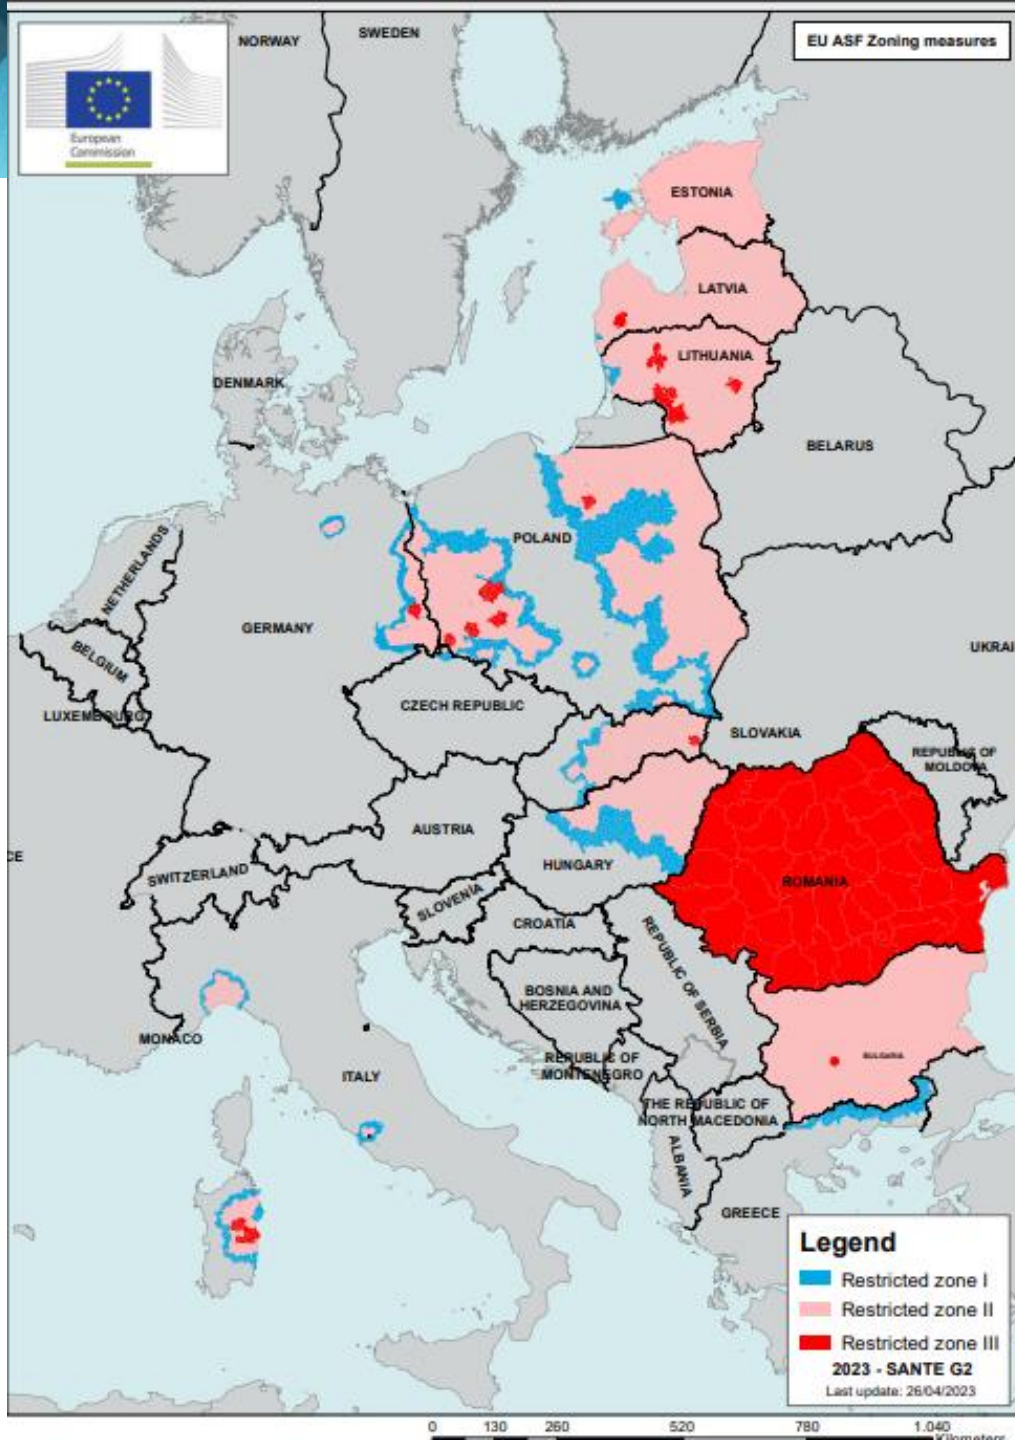 EU ASF Zoning measures
European
Commission
NORWAY
SWEDEN
ESTONIA
LATVIA
LITHUANIA
DENMARK
BELARUS
POLAND
NETHERLANDS
GERMANY
BELGIUM
UKRAI
LUXEMBOURG
CZECH REPUBLIC
SLOVAKIA
REPUBLIC OF
MOLDOVA
AUSTRIA
CE
SWITZERLAND
HUNGARY
ROMANIA
SLOVENIA
CROATIA
REPUBLIC OF SERBIA
BOSNIA AND
HERZEGOVINA
MONACO
REPUBLIC OF
MONTENEGRO
BULGARIA
ITALY
THE REPUBLIC OF
NORTH MACEDONIA
ALBANIA
GREECE
Legend
Restricted zone I
Restricted zone II
Restricted zone III
2023 - SANTE G2
Last update: 26/04/2023
0 130 260 520 780 1.040
Kilometers